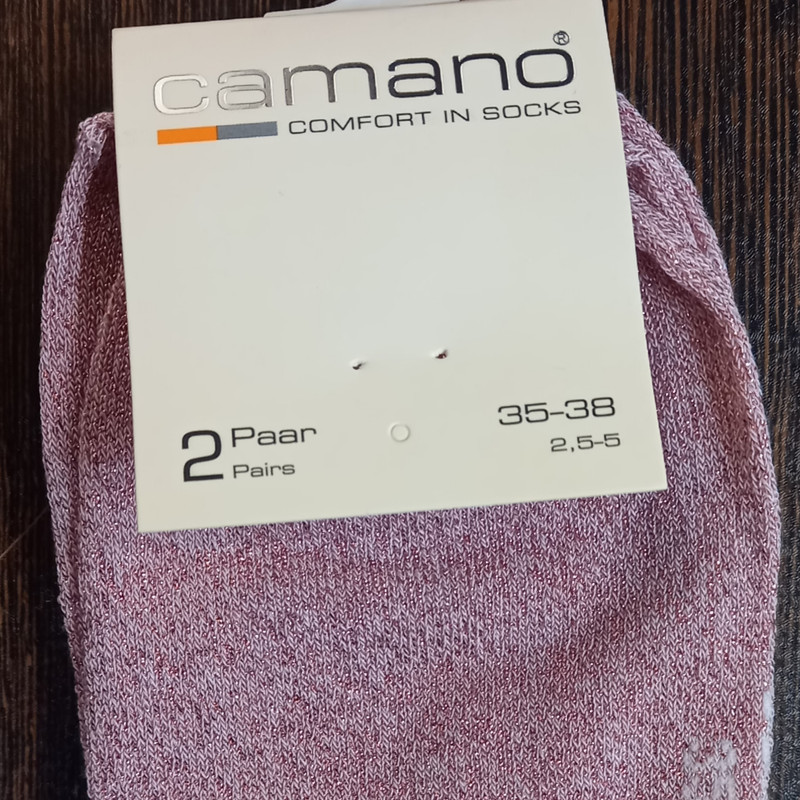 camano®
COMFORT IN SOCKS
2 Paar
Pairs
35-38
2,5-5